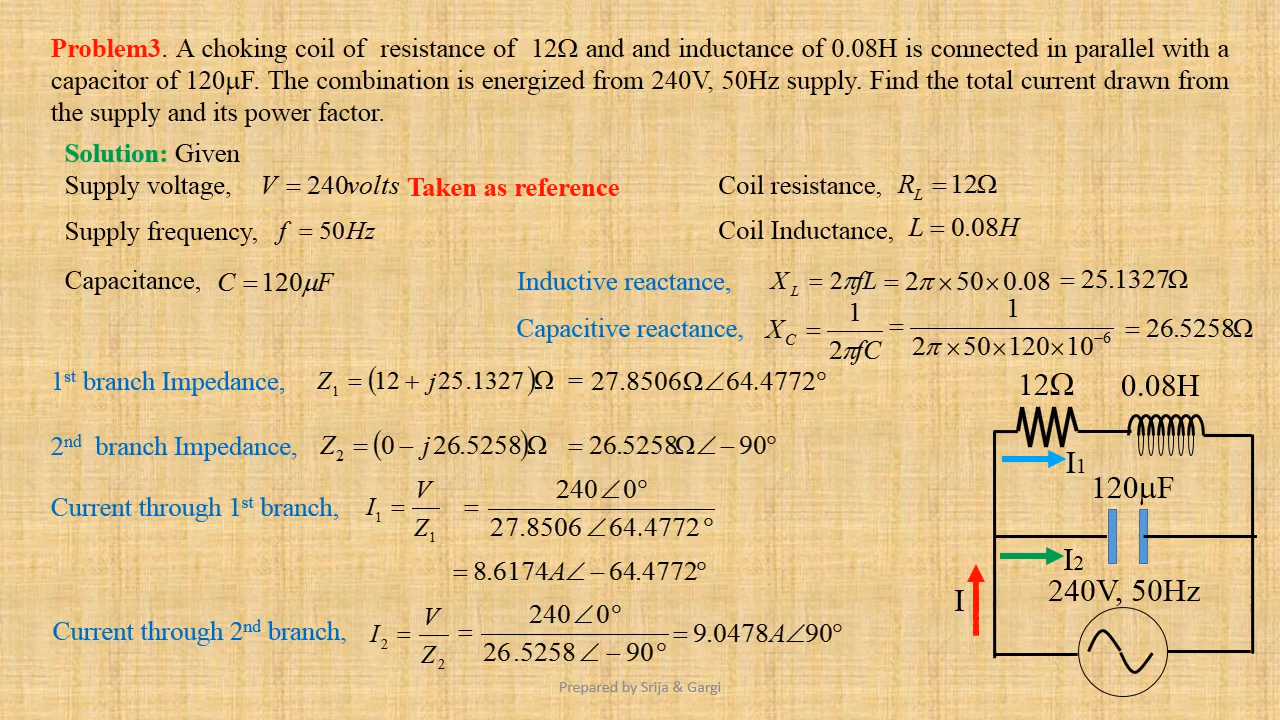 Problem3. A choking coil of resistance of 12Ω and and inductance of 0.08H is connected in parallel with a
capacitor of 120μF. The combination is energized from 240V, 50Hz supply. Find the total current drawn from
the supply and its power factor.
Solution: Given
Supply voltage, V = 240volts Taken as reference
Coil resistance, R_L = 12Ω
Supply frequency, f = 50Hz
Coil Inductance, L = 0.08H
Capacitance, C = 120μF
Inductive reactance, X_L = 2πfL = 2π × 50 × 0.08 = 25.1327Ω
Capacitive reactance, X_C = 1/(2πfC) = 1/(2π × 50 × 120 × 10⁻⁶) = 26.5258Ω
1st branch Impedance, Z₁ = (12 + j25.1327)Ω = 27.8506Ω∠64.4772°
2nd branch Impedance, Z₂ = (0 − j26.5258)Ω = 26.5258Ω∠−90°
Current through 1st branch, I₁ = V/Z₁ = 240∠0°/27.8506∠64.4772°
= 8.6174A∠−64.4772°
Current through 2nd branch, I₂ = V/Z₂ = 240∠0°/26.5258∠−90° = 9.0478A∠90°
12Ω 0.08H
I₁
120μF
I₂
240V, 50Hz
I
Prepared by Srija & Gargi